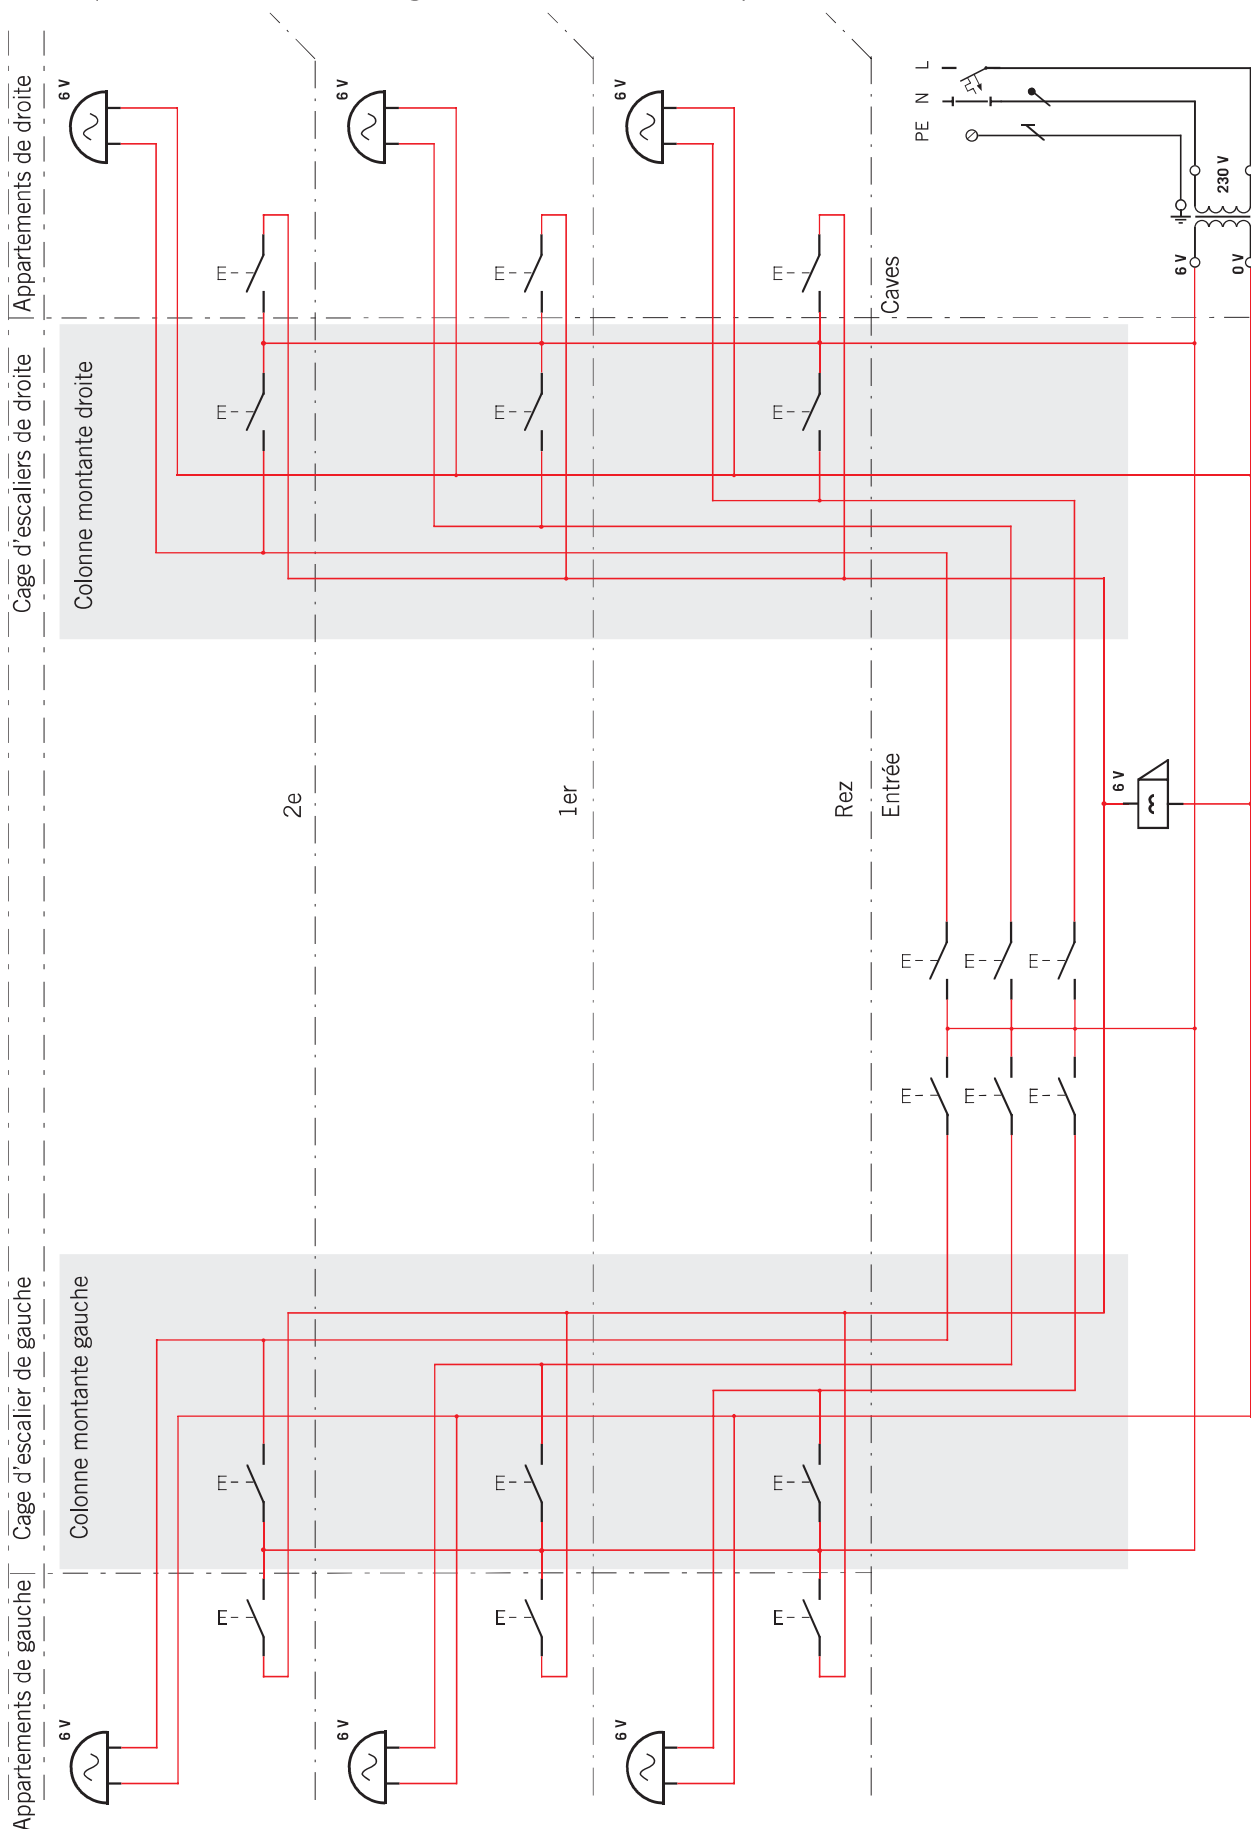 Appartements de gauche
Cage d'escalier de gauche
Cage d'escaliers de droite
Appartements de droite
Colonne montante gauche
Colonne montante droite
6 V
6 V
2e
E
E
E
E
6 V
6 V
1er
E
E
E
E
6 V
6 V
Rez
E
E
E
E
Entrée
Caves
E
E
E
E
E
E
PE
N
L
6 V
6 V
0 V
230 V